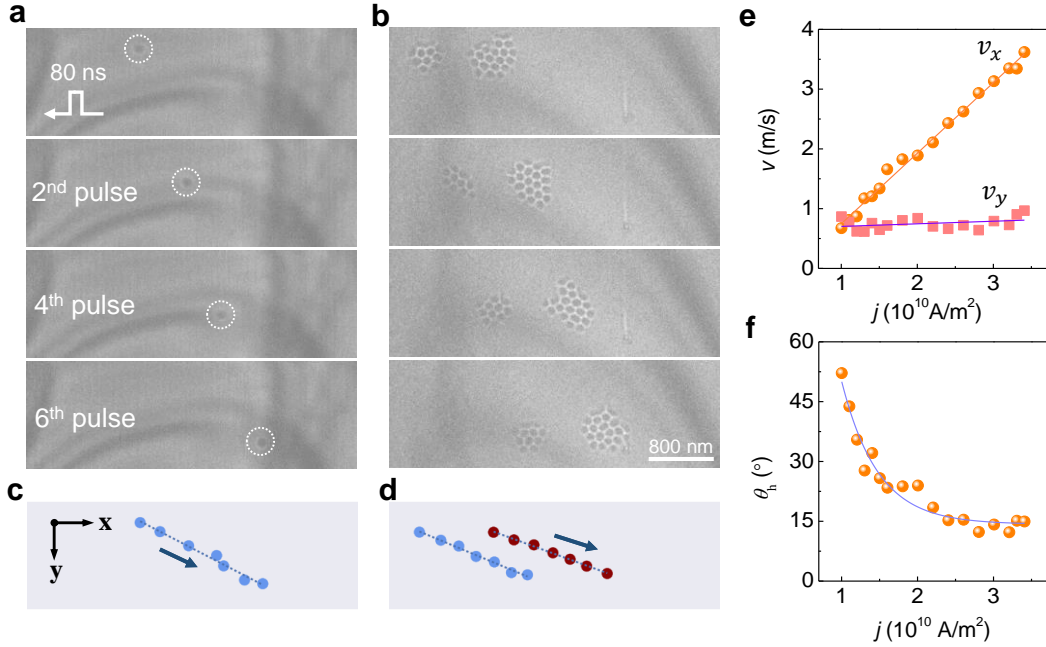 a
80 ns
2nd pulse
4th pulse
6th pulse
b
800 nm
c
x
y
d
e
4
3
2
1
0
v (m/s)
vx
vy
1
2
3
j (10^10 A/m^2)
f
60
45
30
15
0
θh (°)
1
2
3
j (10^10 A/m^2)